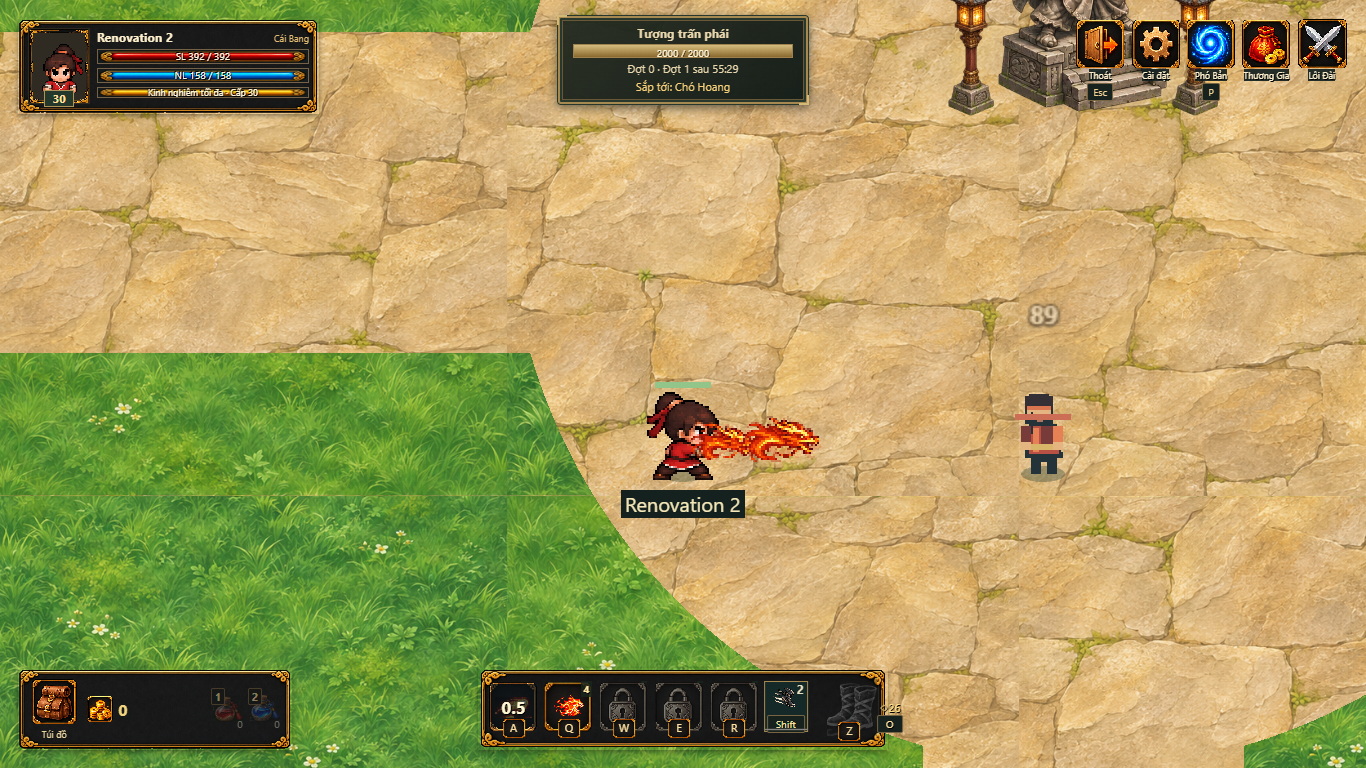 Renovation 2
Cái Bang
SL 392 / 392
NL 158 / 158
Kinh nghiệm tối đa - Cấp 30
30
Tượng trấn phái
2000 / 2000
Đợt 0 · Đợt 1 sau 55:29
Sắp tới: Chó Hoang
Thoát
Cài đặt
Phó Bản
Thương Gia
Lôi Đài
Esc
P
89
Renovation 2
Túi đồ
0
1
0
2
0
0.5
A
4
Q
W
E
R
2
Shift
Z
O